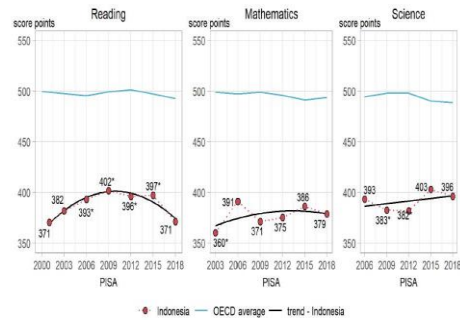 Reading
Mathematics
Science
score points
score points
score points
550
500
450
400
350
371
382
393*
402*
396*
397*
371
2000 2003 2006 2009 2012 2015 2018
PISA
550
500
450
400
350
360*
391
371
375
386
379
2003 2006 2009 2012 2015 2018
PISA
550
500
450
400
350
393
383*
382
403
396
2006 2009 2012 2015 2018
PISA
Indonesia OECD average trend - Indonesia